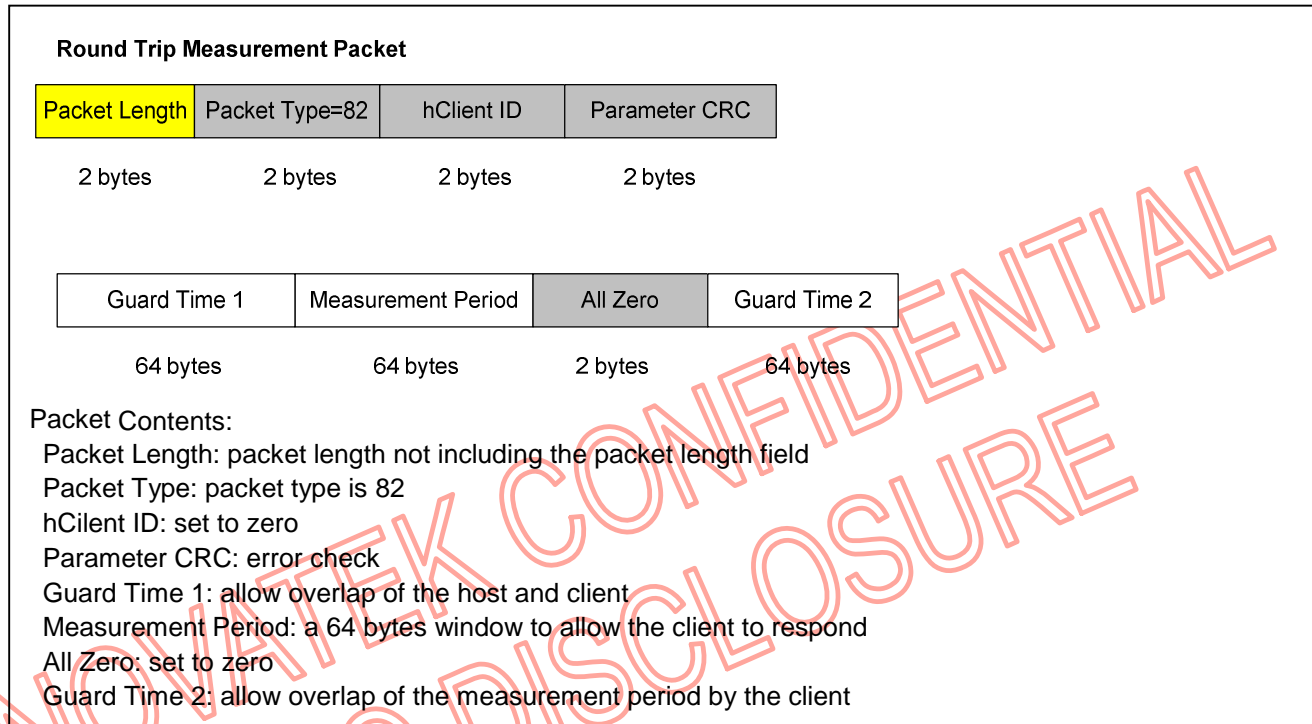 Round Trip Measurement Packet
Packet Length Packet Type=82 hClient ID Parameter CRC
2 bytes 2 bytes 2 bytes 2 bytes
Guard Time 1 Measurement Period All Zero Guard Time 2
64 bytes 64 bytes 2 bytes 64 bytes
Packet Contents:
Packet Length: packet length not including the packet length field
Packet Type: packet type is 82
hCilent ID: set to zero
Parameter CRC: error check
Guard Time 1: allow overlap of the host and client
Measurement Period: a 64 bytes window to allow the client to respond
All Zero: set to zero
Guard Time 2: allow overlap of the measurement period by the client
NOVATEK CONFIDENTIAL
DISCLOSURE